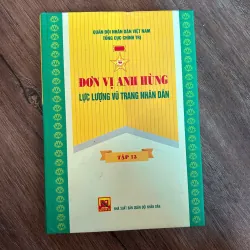 QUÂN ĐỘI NHÂN DÂN VIỆT NAM
TỔNG CỤC CHÍNH TRỊ
ĐƠN VỊ ANH HÙNG
LỰC LƯỢNG VŨ TRANG NHÂN DÂN
TẬP 13
NHÀ XUẤT BẢN QUÂN ĐỘI NHÂN DÂN